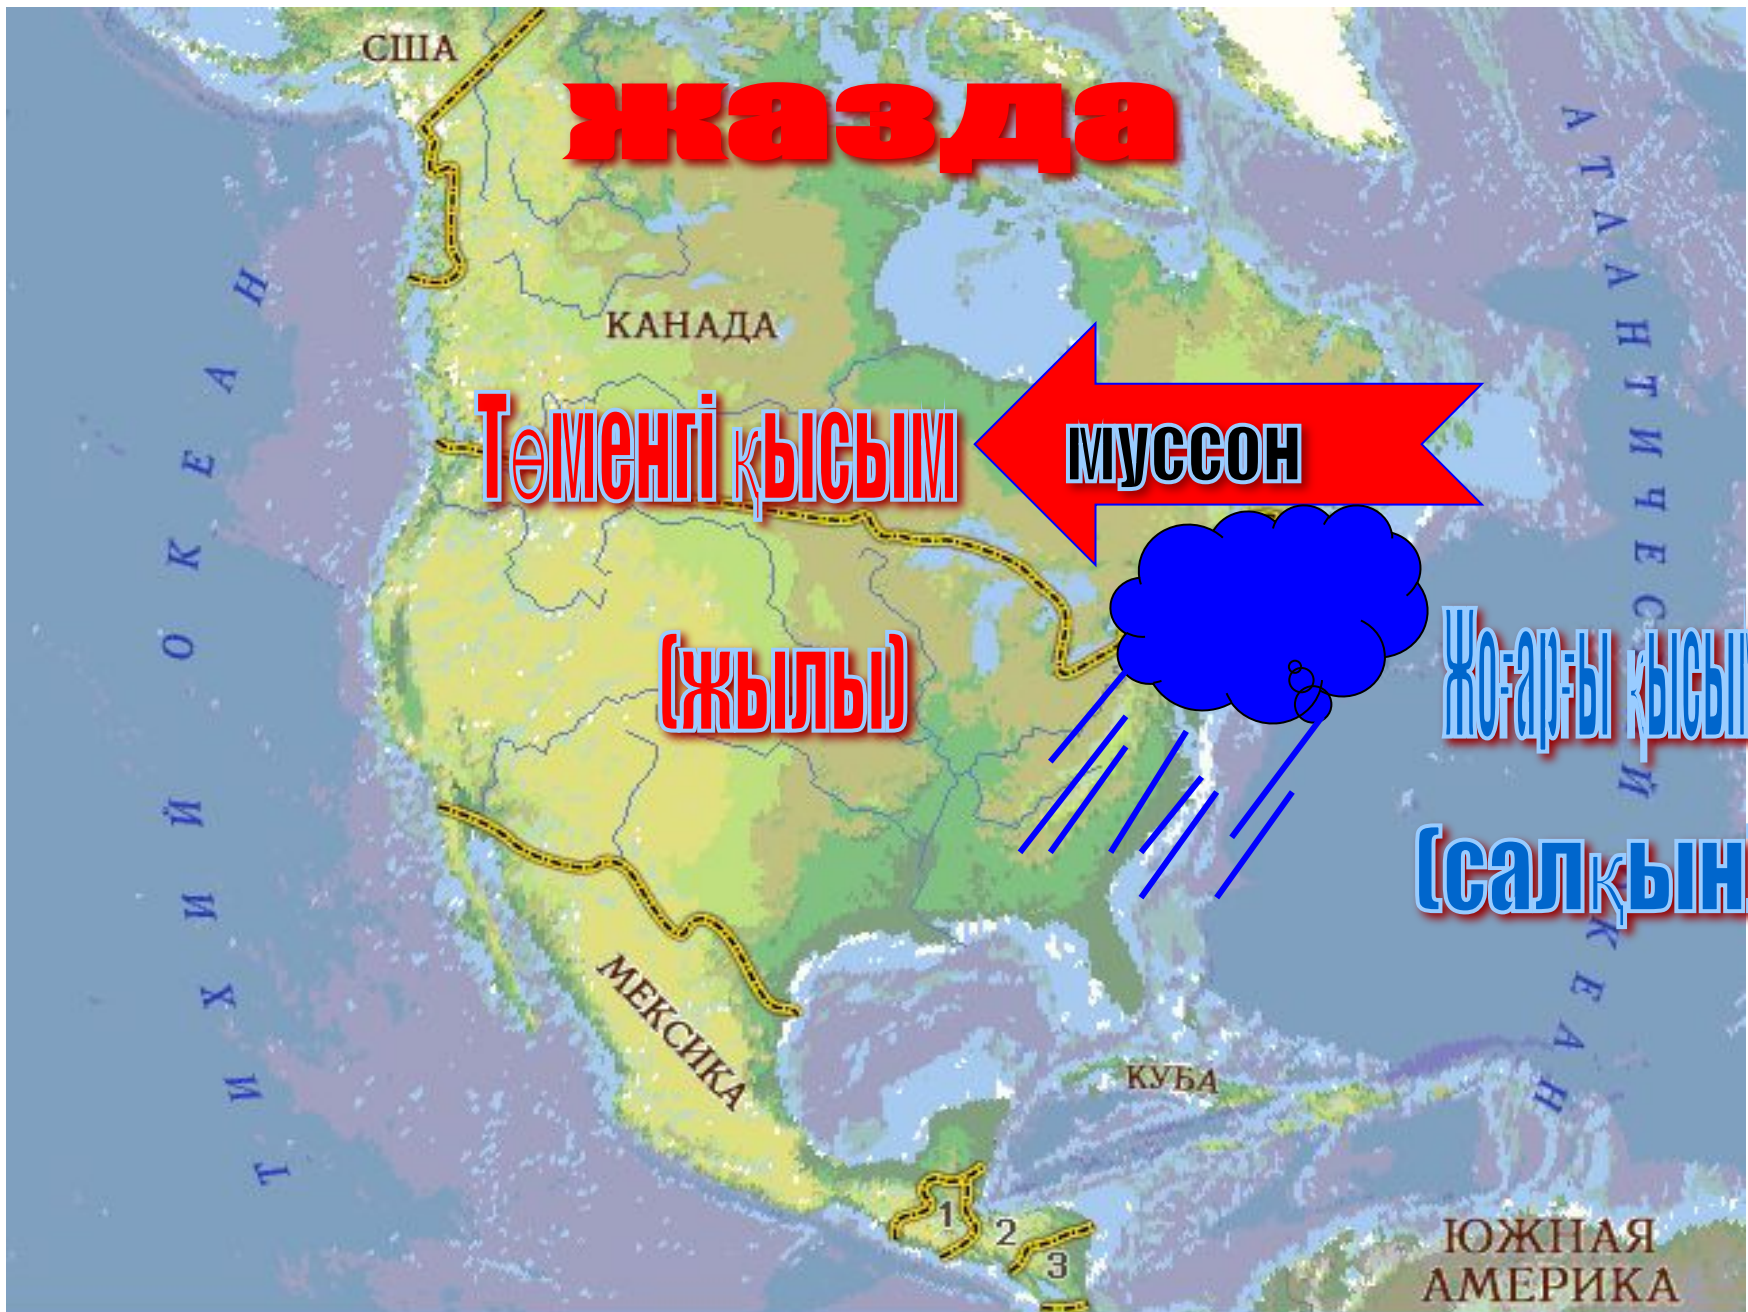 США
жазда
КАНАДА
Төменгі қысым
муссон
(жылы)
Жоғарғы қысы
(салқын)
ТИХИЙ ОКЕАН
АТЛАНТИЧЕСКИЙ ОКЕАН
МЕКСИКА
КУБА
1
2
3
ЮЖНАЯ
АМЕРИКА